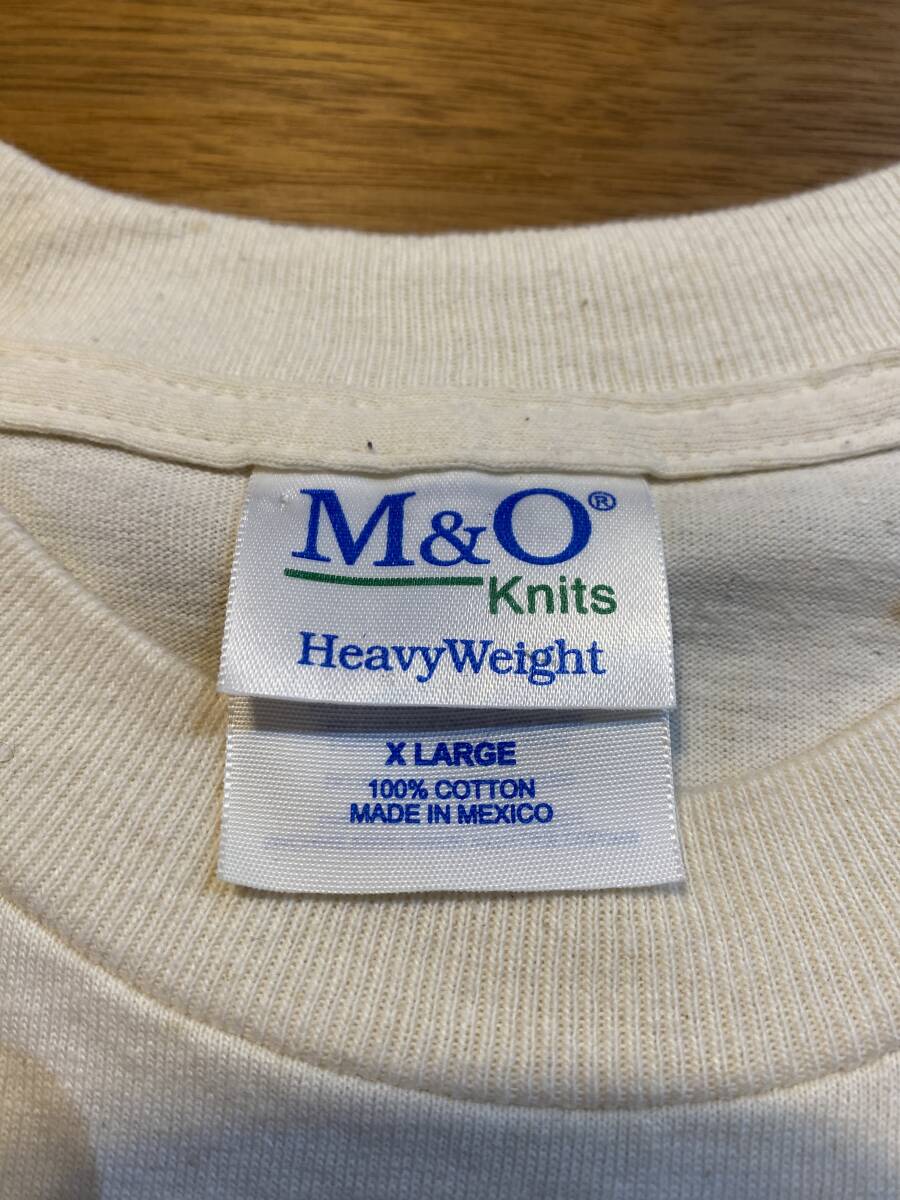 M&O®
Knits
HeavyWeight
X LARGE
100% COTTON
MADE IN MEXICO